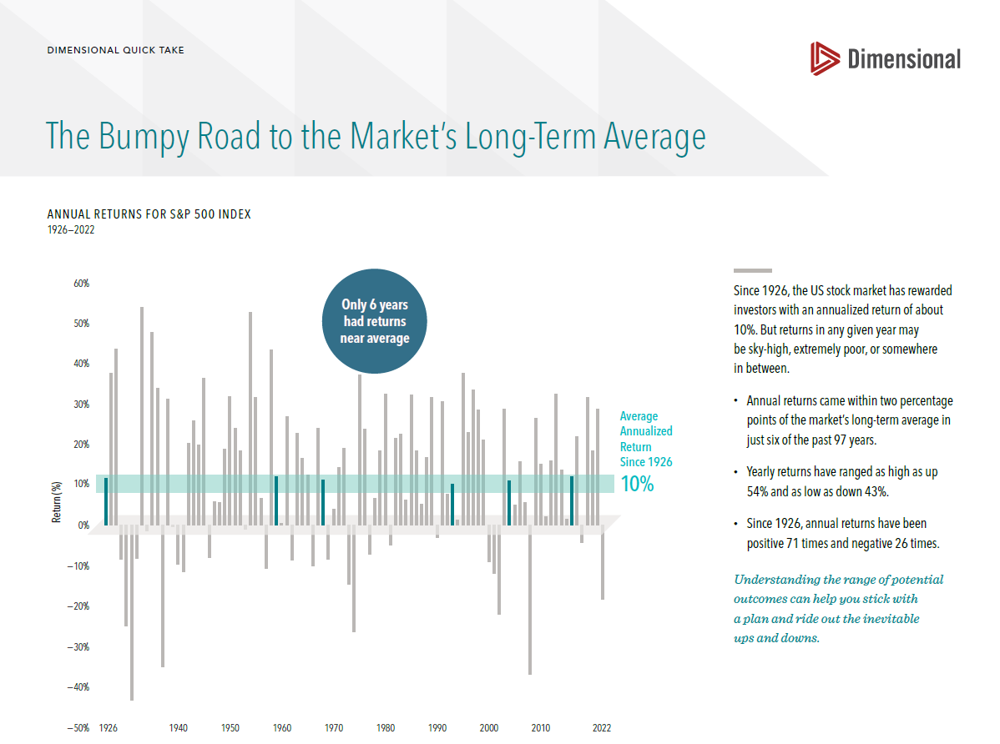 DIMENSIONAL QUICK TAKE
Dimensional
The Bumpy Road to the Market’s Long-Term Average
ANNUAL RETURNS FOR S&P 500 INDEX
1926–2022
60%
50%
40%
30%
20%
10%
0%
–10%
–20%
–30%
–40%
–50%
Return (%)
Only 6 years
had returns
near average
Average
Annualized
Return
Since 1926
10%
1926 1940 1950 1960 1970 1980 1990 2000 2010 2022
Since 1926, the US stock market has rewarded
investors with an annualized return of about
10%. But returns in any given year may
be sky-high, extremely poor, or somewhere
in between.
• Annual returns came within two percentage
points of the market’s long-term average in
just six of the past 97 years.
• Yearly returns have ranged as high as up
54% and as low as down 43%.
• Since 1926, annual returns have been
positive 71 times and negative 26 times.
Understanding the range of potential
outcomes can help you stick with
a plan and ride out the inevitable
ups and downs.